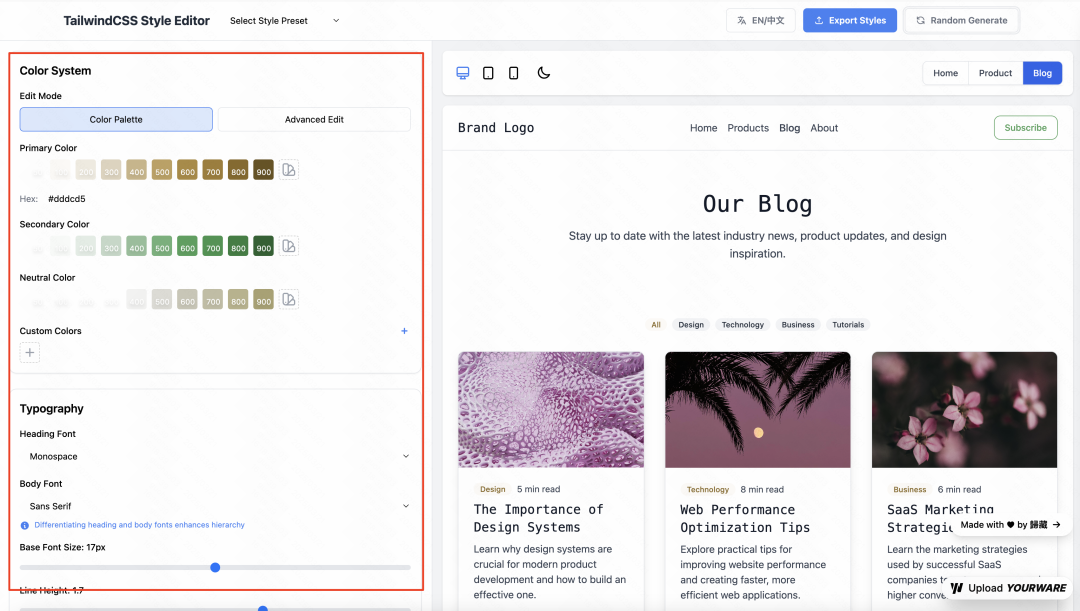 TailwindCSS Style Editor
Select Style Preset
EN/中文
Export Styles
Random Generate
Color System
Edit Mode
Color Palette
Advanced Edit
Primary Color
200 300 400 500 600 700 800 900
Hex: #dddcd5
Secondary Color
200 300 400 500 600 700 800 900
Neutral Color
400 500 600 700 800 900
Custom Colors
Typography
Heading Font
Monospace
Body Font
Sans Serif
Differentiating heading and body fonts enhances hierarchy
Base Font Size: 17px
Line Height: 1.7
Home Product Blog
Brand Logo
Home Products Blog About
Subscribe
Our Blog
Stay up to date with the latest industry news, product updates, and design
inspiration.
All Design Technology Business Tutorials
Design 5 min read
The Importance of
Design Systems
Learn why design systems are
crucial for modern product
development and how to build an
effective one.
Technology 8 min read
Web Performance
Optimization Tips
Explore practical tips for
improving website performance
and creating faster, more
efficient web applications.
Business 6 min read
SaaS Marketing
Learn the marketing strategies
used by successful SaaS
higher
Made with ♥ by 歸藏 →
Upload YOURWARE